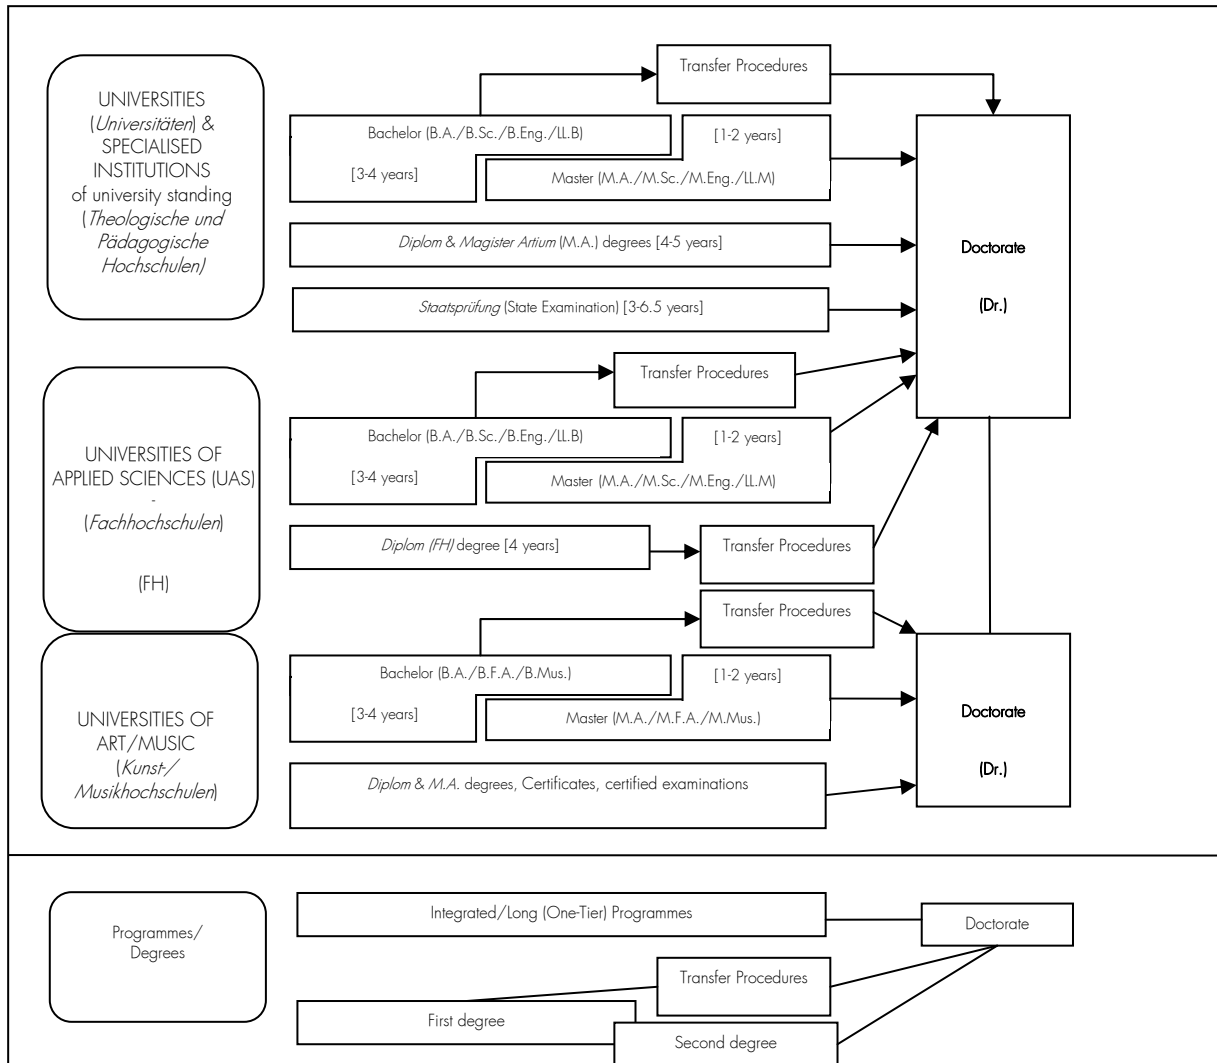 UNIVERSITIES
(Universitäten) &
SPECIALISED
INSTITUTIONS
of university standing
(Theologische und
Pädagogische
Hochschulen)
Transfer Procedures
Bachelor (B.A./B.Sc./B.Eng./LL.B)
[3-4 years]
[1-2 years]
Master (M.A./M.Sc./M.Eng./LL.M)
Diplom & Magister Artium (M.A.) degrees [4-5 years]
Staatsprüfung (State Examination) [3-6.5 years]
Doctorate
(Dr.)
UNIVERSITIES OF
APPLIED SCIENCES (UAS)
-
(Fachhochschulen)
(FH)
Transfer Procedures
Bachelor (B.A./B.Sc./B.Eng./LL.B)
[3-4 years]
[1-2 years]
Master (M.A./M.Sc./M.Eng./LL.M)
Diplom (FH) degree [4 years]
Transfer Procedures
UNIVERSITIES OF
ART/MUSIC
(Kunst-/
Musikhochschulen)
Transfer Procedures
Bachelor (B.A./B.F.A./B.Mus.)
[3-4 years]
[1-2 years]
Master (M.A./M.F.A./M.Mus.)
Diplom & M.A. degrees, Certificates, certified examinations
Doctorate
(Dr.)
Programmes/
Degrees
Integrated/Long (One-Tier) Programmes
Doctorate
Transfer Procedures
First degree
Second degree